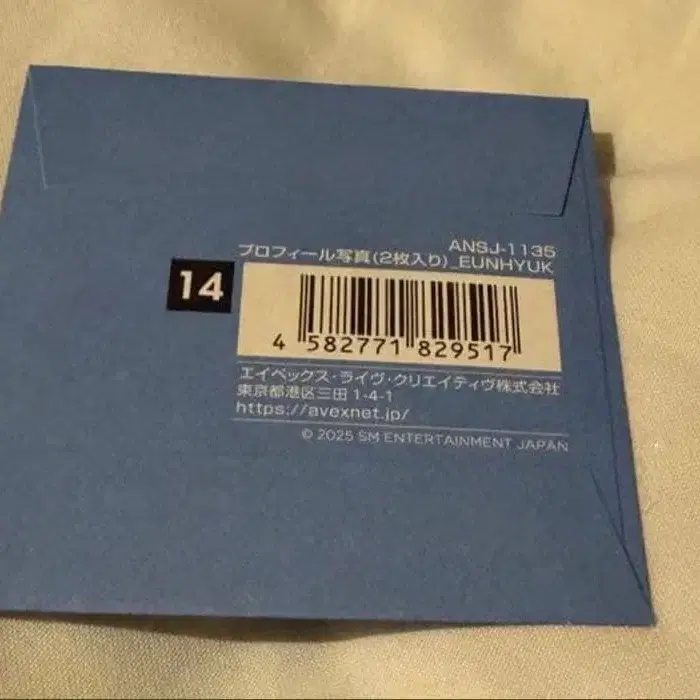 ANSJ-1135
プロフィール写真(2枚入り)_EUNHYUK
14
4 582771 829517
エイベックス・ライヴ・クリエイティヴ株式会社
東京都港区三田 1-4-1
https://avexnet.jp/
© 2025 SM ENTERTAINMENT JAPAN